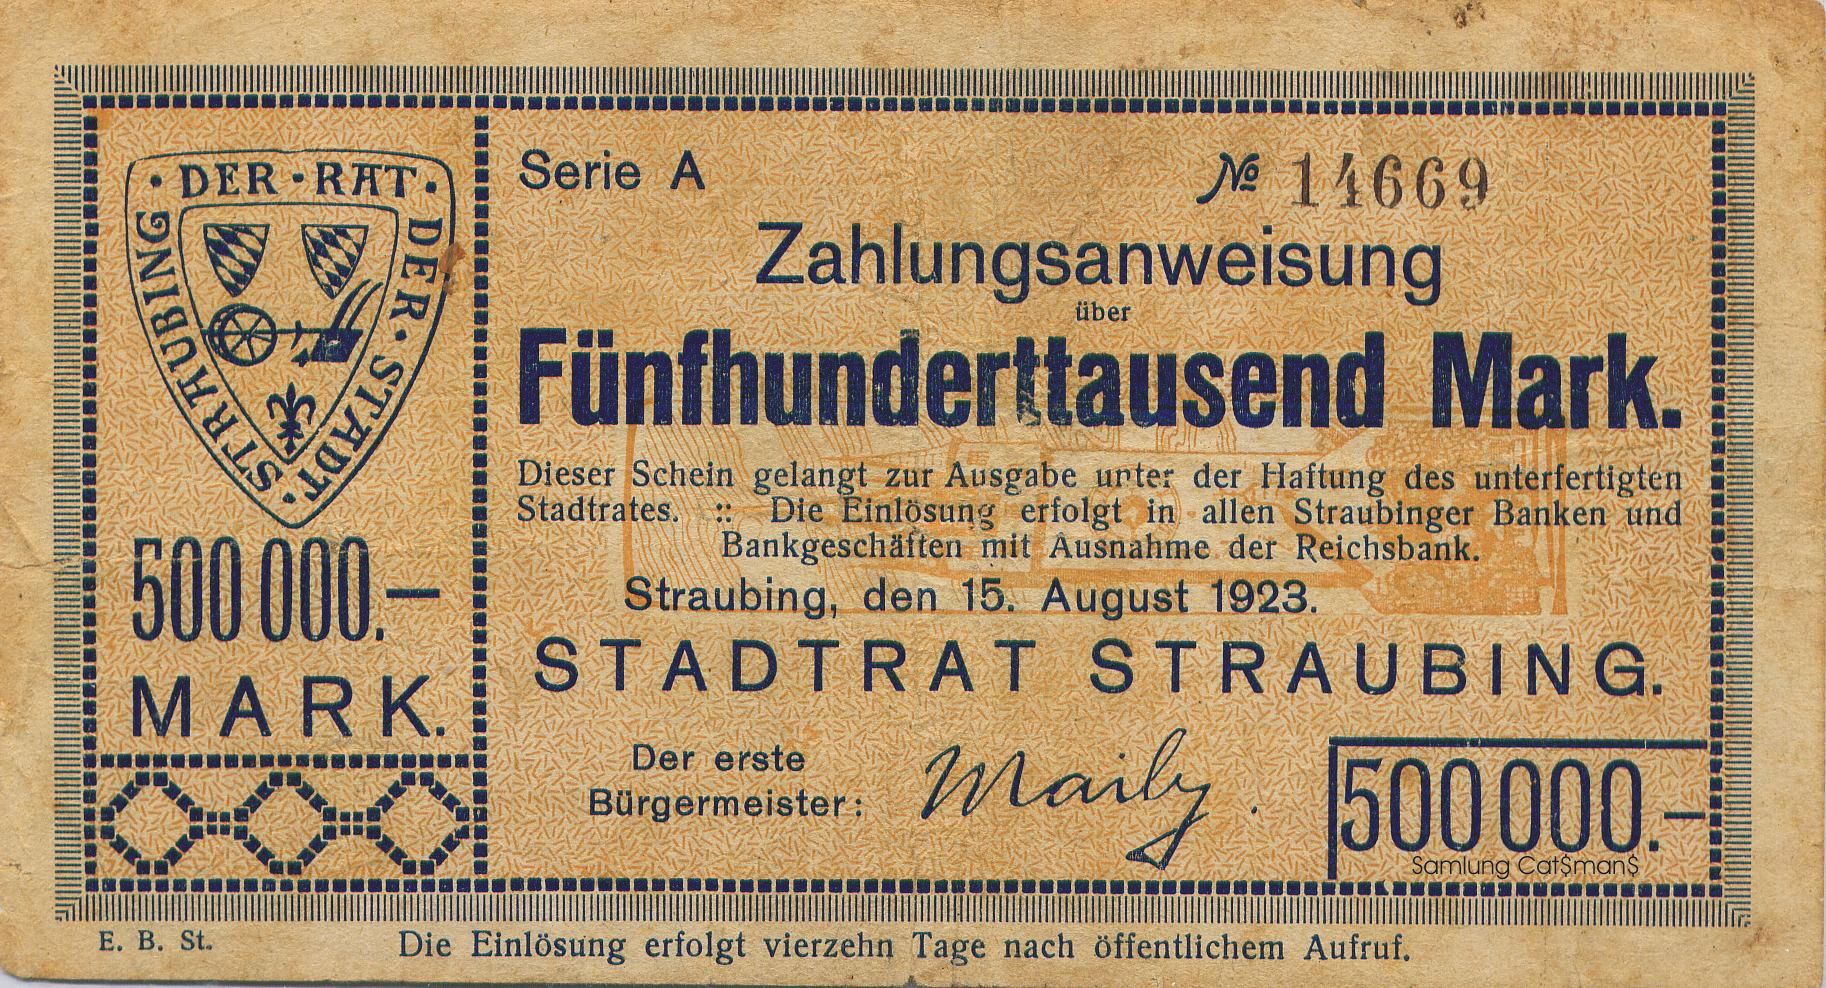 · DER · RAT · DER · STADT · STRAUBING
500 000.—
MARK.
Serie A
№ 14669
Zahlungsanweisung
über
Fünfhunderttausend Mark.
Dieser Schein gelangt zur Ausgabe unter der Haftung des unterfertigten
Stadtrates. :: Die Einlösung erfolgt in allen Straubinger Banken und
Bankgeschäften mit Ausnahme der Reichsbank.
Straubing, den 15. August 1923.
STADTRAT STRAUBING.
Der erste
Bürgermeister:
500 000.—
Samlung Cat$man$
E. B. St.
Die Einlösung erfolgt vierzehn Tage nach öffentlichem Aufruf.